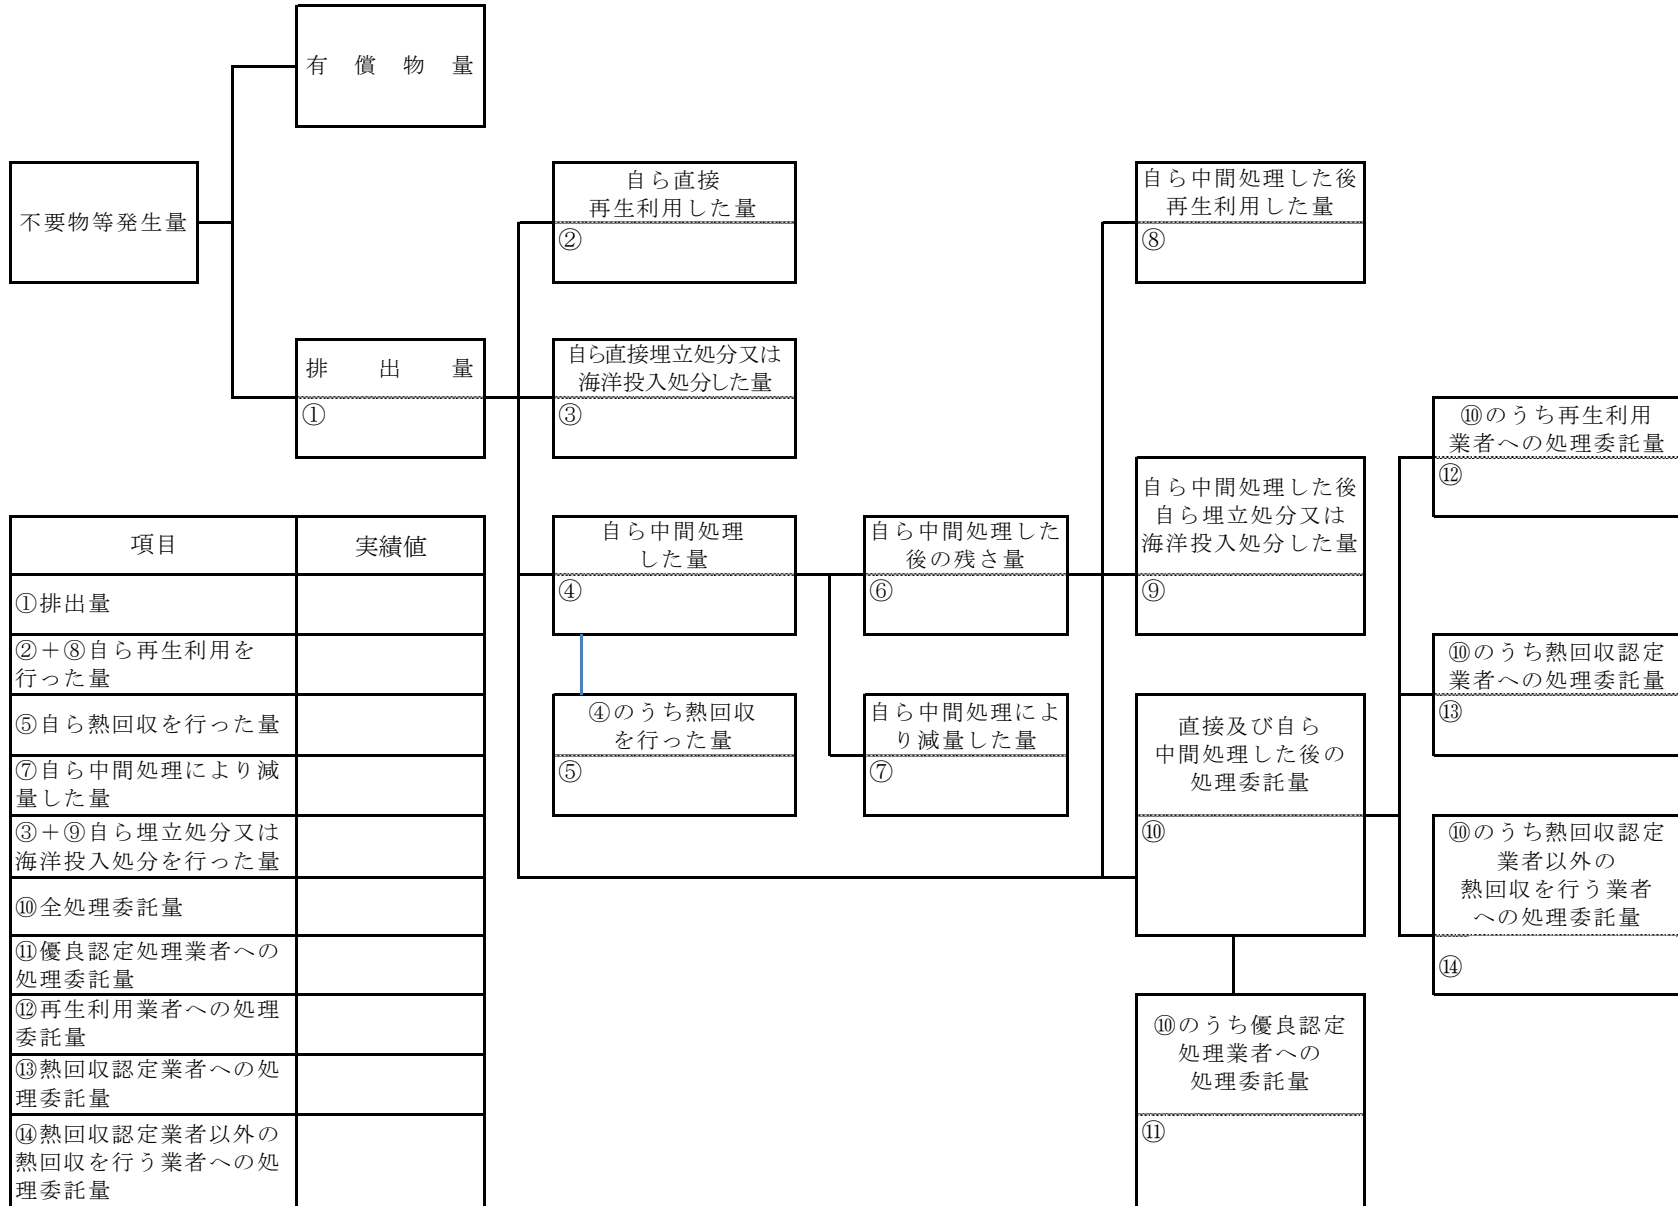 有償物量
不要物等発生量
自ら直接
再生利用した量
②
自ら中間処理した後
再生利用した量
⑧
排出量
①
自ら直接埋立処分又は
海洋投入処分した量
③
⑩のうち再生利用
業者への処理委託量
⑫
自ら中間処理した後
自ら埋立処分又は
海洋投入処分した量
⑨
自ら中間処理
した量
④
自ら中間処理した
後の残さ量
⑥
⑩のうち熱回収認定
業者への処理委託量
⑬
④のうち熱回収
を行った量
⑤
自ら中間処理によ
り減量した量
⑦
直接及び自ら
中間処理した後の
処理委託量
⑩
⑩のうち熱回収認定
業者以外の
熱回収を行う業者
への処理委託量
⑭
⑩のうち優良認定
処理業者への
処理委託量
⑪
項目 実績値
①排出量
②＋⑧自ら再生利用を
行った量
⑤自ら熱回収を行った量
⑦自ら中間処理により減
量した量
③＋⑨自ら埋立処分又は
海洋投入処分を行った量
⑩全処理委託量
⑪優良認定処理業者への
処理委託量
⑫再生利用業者への処理
委託量
⑬熱回収認定業者への処
理委託量
⑭熱回収認定業者以外の
熱回収を行う業者への処
理委託量